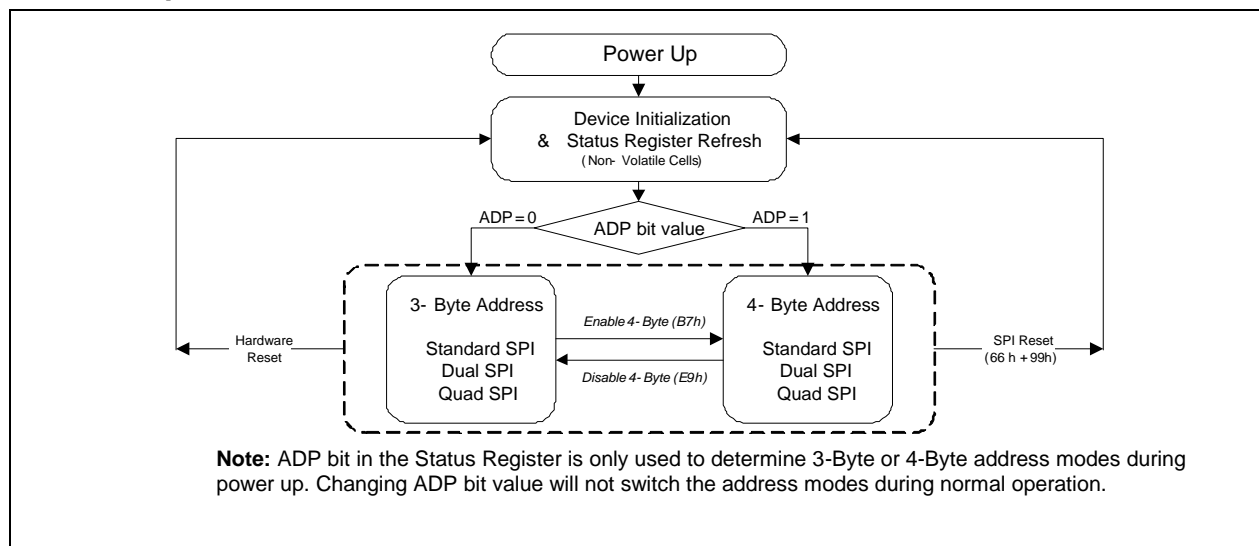 Power Up
Device Initialization
& Status Register Refresh
( Non- Volatile Cells)
ADP = 0
ADP bit value
ADP = 1
3- Byte Address
Standard SPI
Dual SPI
Quad SPI
Enable 4- Byte (B7h)
Disable 4- Byte (E9h)
4- Byte Address
Standard SPI
Dual SPI
Quad SPI
Hardware
Reset
SPI Reset
(66 h + 99h)
Note: ADP bit in the Status Register is only used to determine 3-Byte or 4-Byte address modes during
power up. Changing ADP bit value will not switch the address modes during normal operation.